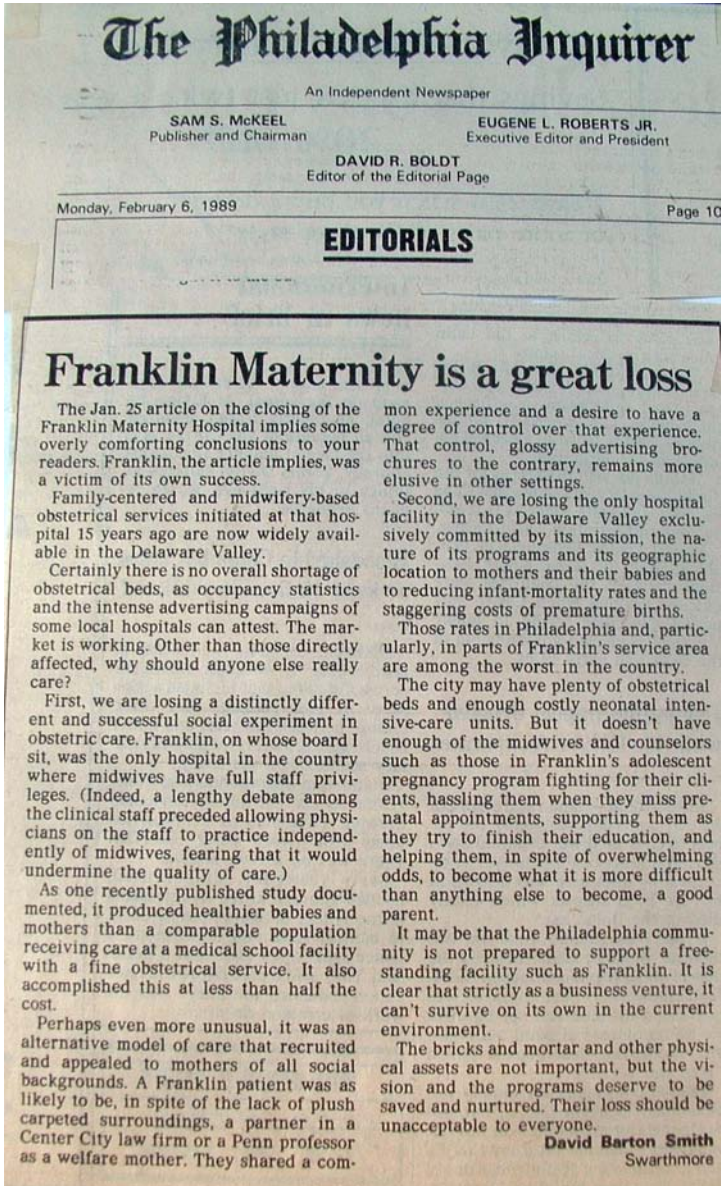 The Philadelphia Inquirer
An Independent Newspaper
SAM S. McKEEL
Publisher and Chairman
EUGENE L. ROBERTS JR.
Executive Editor and President
DAVID R. BOLDT
Editor of the Editorial Page
Monday, February 6, 1989
Page 10
EDITORIALS
Franklin Maternity is a great loss
The Jan. 25 article on the closing of the
Franklin Maternity Hospital implies some
overly comforting conclusions to your
readers. Franklin, the article implies, was
a victim of its own success.
Family-centered and midwifery-based
obstetrical services initiated at that hos-
pital 15 years ago are now widely avail-
able in the Delaware Valley.
Certainly there is no overall shortage of
obstetrical beds, as occupancy statistics
and the intense advertising campaigns of
some local hospitals can attest. The mar-
ket is working. Other than those directly
affected, why should anyone else really
care?
First, we are losing a distinctly differ-
ent and successful social experiment in
obstetric care. Franklin, on whose board I
sit, was the only hospital in the country
where midwives have full staff privi-
leges. (Indeed, a lengthy debate among
the clinical staff preceded allowing physi-
cians on the staff to practice independ-
ently of midwives, fearing that it would
undermine the quality of care.)
As one recently published study docu-
mented, it produced healthier babies and
mothers than a comparable population
receiving care at a medical school facility
with a fine obstetrical service. It also
accomplished this at less than half the
cost.
Perhaps even more unusual, it was an
alternative model of care that recruited
and appealed to mothers of all social
backgrounds. A Franklin patient was as
likely to be, in spite of the lack of plush
carpeted surroundings, a partner in a
Center City law firm or a Penn professor
as a welfare mother. They shared a com-
mon experience and a desire to have a
degree of control over that experience.
That control, glossy advertising bro-
chures to the contrary, remains more
elusive in other settings.
Second, we are losing the only hospital
facility in the Delaware Valley exclu-
sively committed by its mission, the na-
ture of its programs and its geographic
location to mothers and their babies and
to reducing infant-mortality rates and the
staggering costs of premature births.
Those rates in Philadelphia and, partic-
ularly, in parts of Franklin's service area
are among the worst in the country.
The city may have plenty of obstetrical
beds and enough costly neonatal inten-
sive-care units. But it doesn't have
enough of the midwives and counselors
such as those in Franklin's adolescent
pregnancy program fighting for their cli-
ents, hassling them when they miss pre-
natal appointments, supporting them as
they try to finish their education, and
helping them, in spite of overwhelming
odds, to become what it is more difficult
than anything else to become, a good
parent.
It may be that the Philadelphia commu-
nity is not prepared to support a free-
standing facility such as Franklin. It is
clear that strictly as a business venture, it
can't survive on its own in the current
environment.
The bricks and mortar and other physi-
cal assets are not important, but the vi-
sion and the programs deserve to be
saved and nurtured. Their loss should be
unacceptable to everyone.
David Barton Smith
Swarthmore